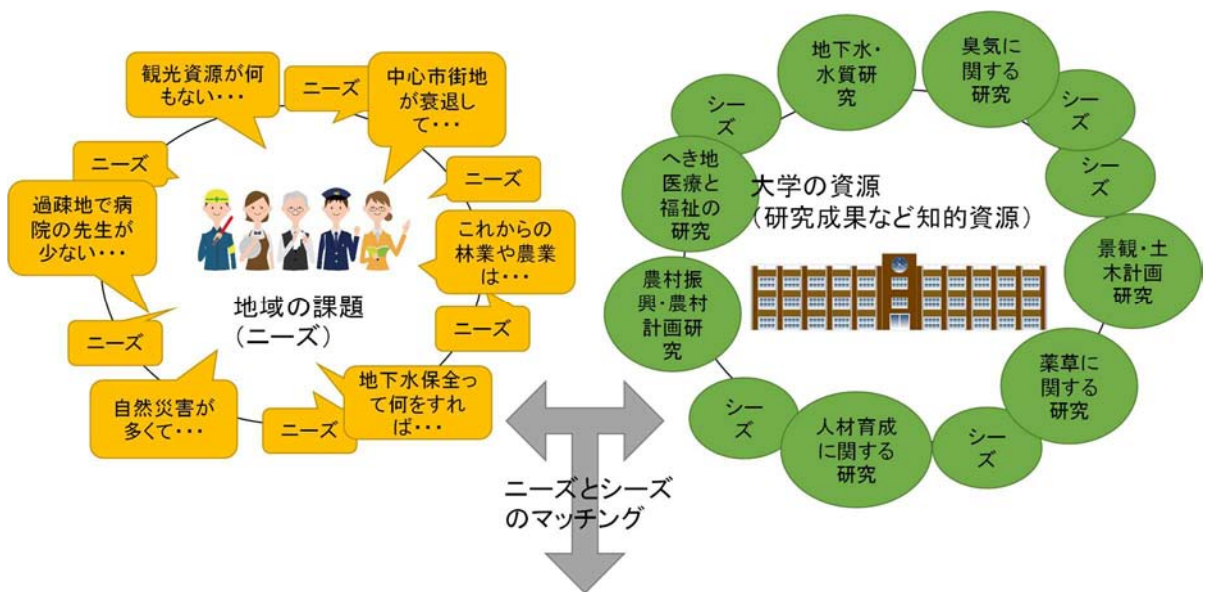 観光資源が何
もない・・・
ニーズ
中心市街地
が衰退して
・・・
ニーズ
これからの
林業や農業
は・・・
ニーズ
地下水保全っ
て何をすれ
ば・・・
ニーズ
自然災害が
多くて・・・
ニーズ
過疎地で病
院の先生が
少ない・・・
ニーズ
地域の課題
(ニーズ)
ニーズとシーズ
のマッチング
地下水・
水質研
究
臭気に
関する
研究
シー
ズ
シー
ズ
景観・土
木計画
研究
薬草に
関する
研究
シー
ズ
人材育成
に関する
研究
シー
ズ
農村振
興・農村
計画研
究
へき地
医療と
福祉の
研究
シー
ズ
大学の資源
(研究成果など知的資源)